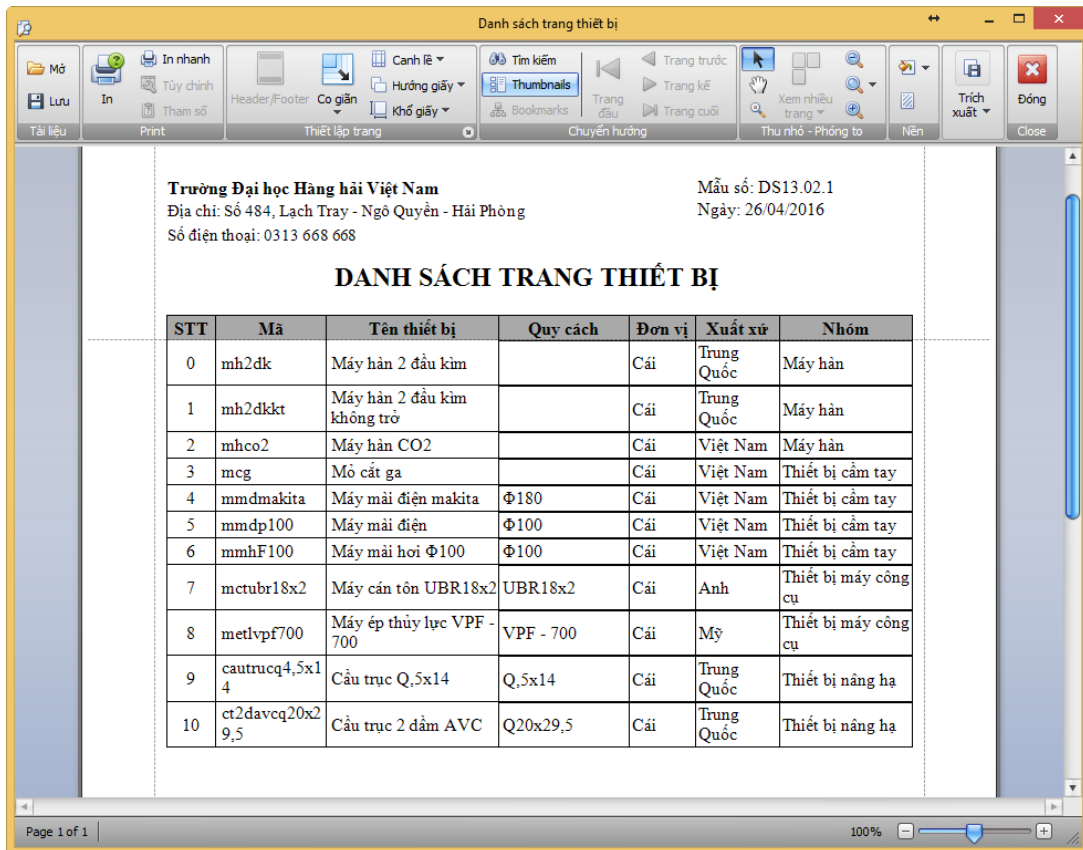 Danh sách trang thiết bị
Mở
Lưu
Tài liệu
In
In nhanh
Tùy chỉnh
Tham số
Print
Header/Footer
Co giãn
Canh lề
Hướng giấy
Khổ giấy
Thiết lập trang
Tìm kiếm
Thumbnails
Bookmarks
Trang đầu
Trang trước
Trang kế
Trang cuối
Chuyển hướng
Xem nhiều trang
Thu nhỏ - Phóng to
Nền
Trích xuất
Đóng
Close
Trường Đại học Hàng hải Việt Nam
Mẫu số: DS13.02.1
Địa chỉ: Số 484, Lạch Tray - Ngô Quyền - Hải Phòng
Ngày: 26/04/2016
Số điện thoại: 0313 668 668
DANH SÁCH TRANG THIẾT BỊ
STT Mã Tên thiết bị Quy cách Đơn vị Xuất xứ Nhóm
0 mh2dk Máy hàn 2 đầu kìm Cái Trung Quốc Máy hàn
1 mh2dkkt Máy hàn 2 đầu kìm không trở Cái Trung Quốc Máy hàn
2 mhco2 Máy hàn CO2 Cái Việt Nam Máy hàn
3 mcg Mỏ cắt ga Cái Việt Nam Thiết bị cầm tay
4 mmdmakita Máy mài điện makita Φ180 Cái Việt Nam Thiết bị cầm tay
5 mmdp100 Máy mài điện Φ100 Cái Việt Nam Thiết bị cầm tay
6 mmhF100 Máy mài hơi Φ100 Φ100 Cái Việt Nam Thiết bị cầm tay
7 mctubr18x2 Máy cán tôn UBR18x2 UBR18x2 Cái Anh Thiết bị máy công cụ
8 metlvpf700 Máy ép thủy lực VPF - 700 VPF - 700 Cái Mỹ Thiết bị máy công cụ
9 cautrucq4,5x14 Cầu trục Q,5x14 Q,5x14 Cái Trung Quốc Thiết bị nâng hạ
10 ct2davcq20x29,5 Cầu trục 2 dầm AVC Q20x29,5 Cái Trung Quốc Thiết bị nâng hạ
Page 1 of 1
100%